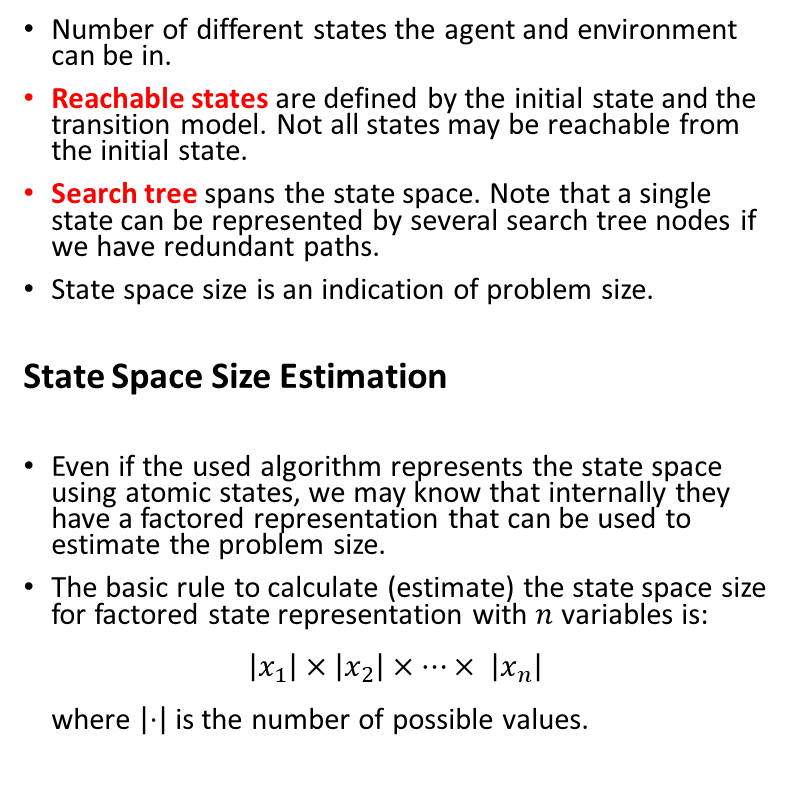 • Number of different states the agent and environment
can be in.
• Reachable states are defined by the initial state and the
transition model. Not all states may be reachable from
the initial state.
• Search tree spans the state space. Note that a single
state can be represented by several search tree nodes if
we have redundant paths.
• State space size is an indication of problem size.
State Space Size Estimation
• Even if the used algorithm represents the state space
using atomic states, we may know that internally they
have a factored representation that can be used to
estimate the problem size.
• The basic rule to calculate (estimate) the state space size
for factored state representation with 𝑛 variables is:
|𝑥₁| × |𝑥₂| × ⋯ × |𝑥ₙ|
where |·| is the number of possible values.